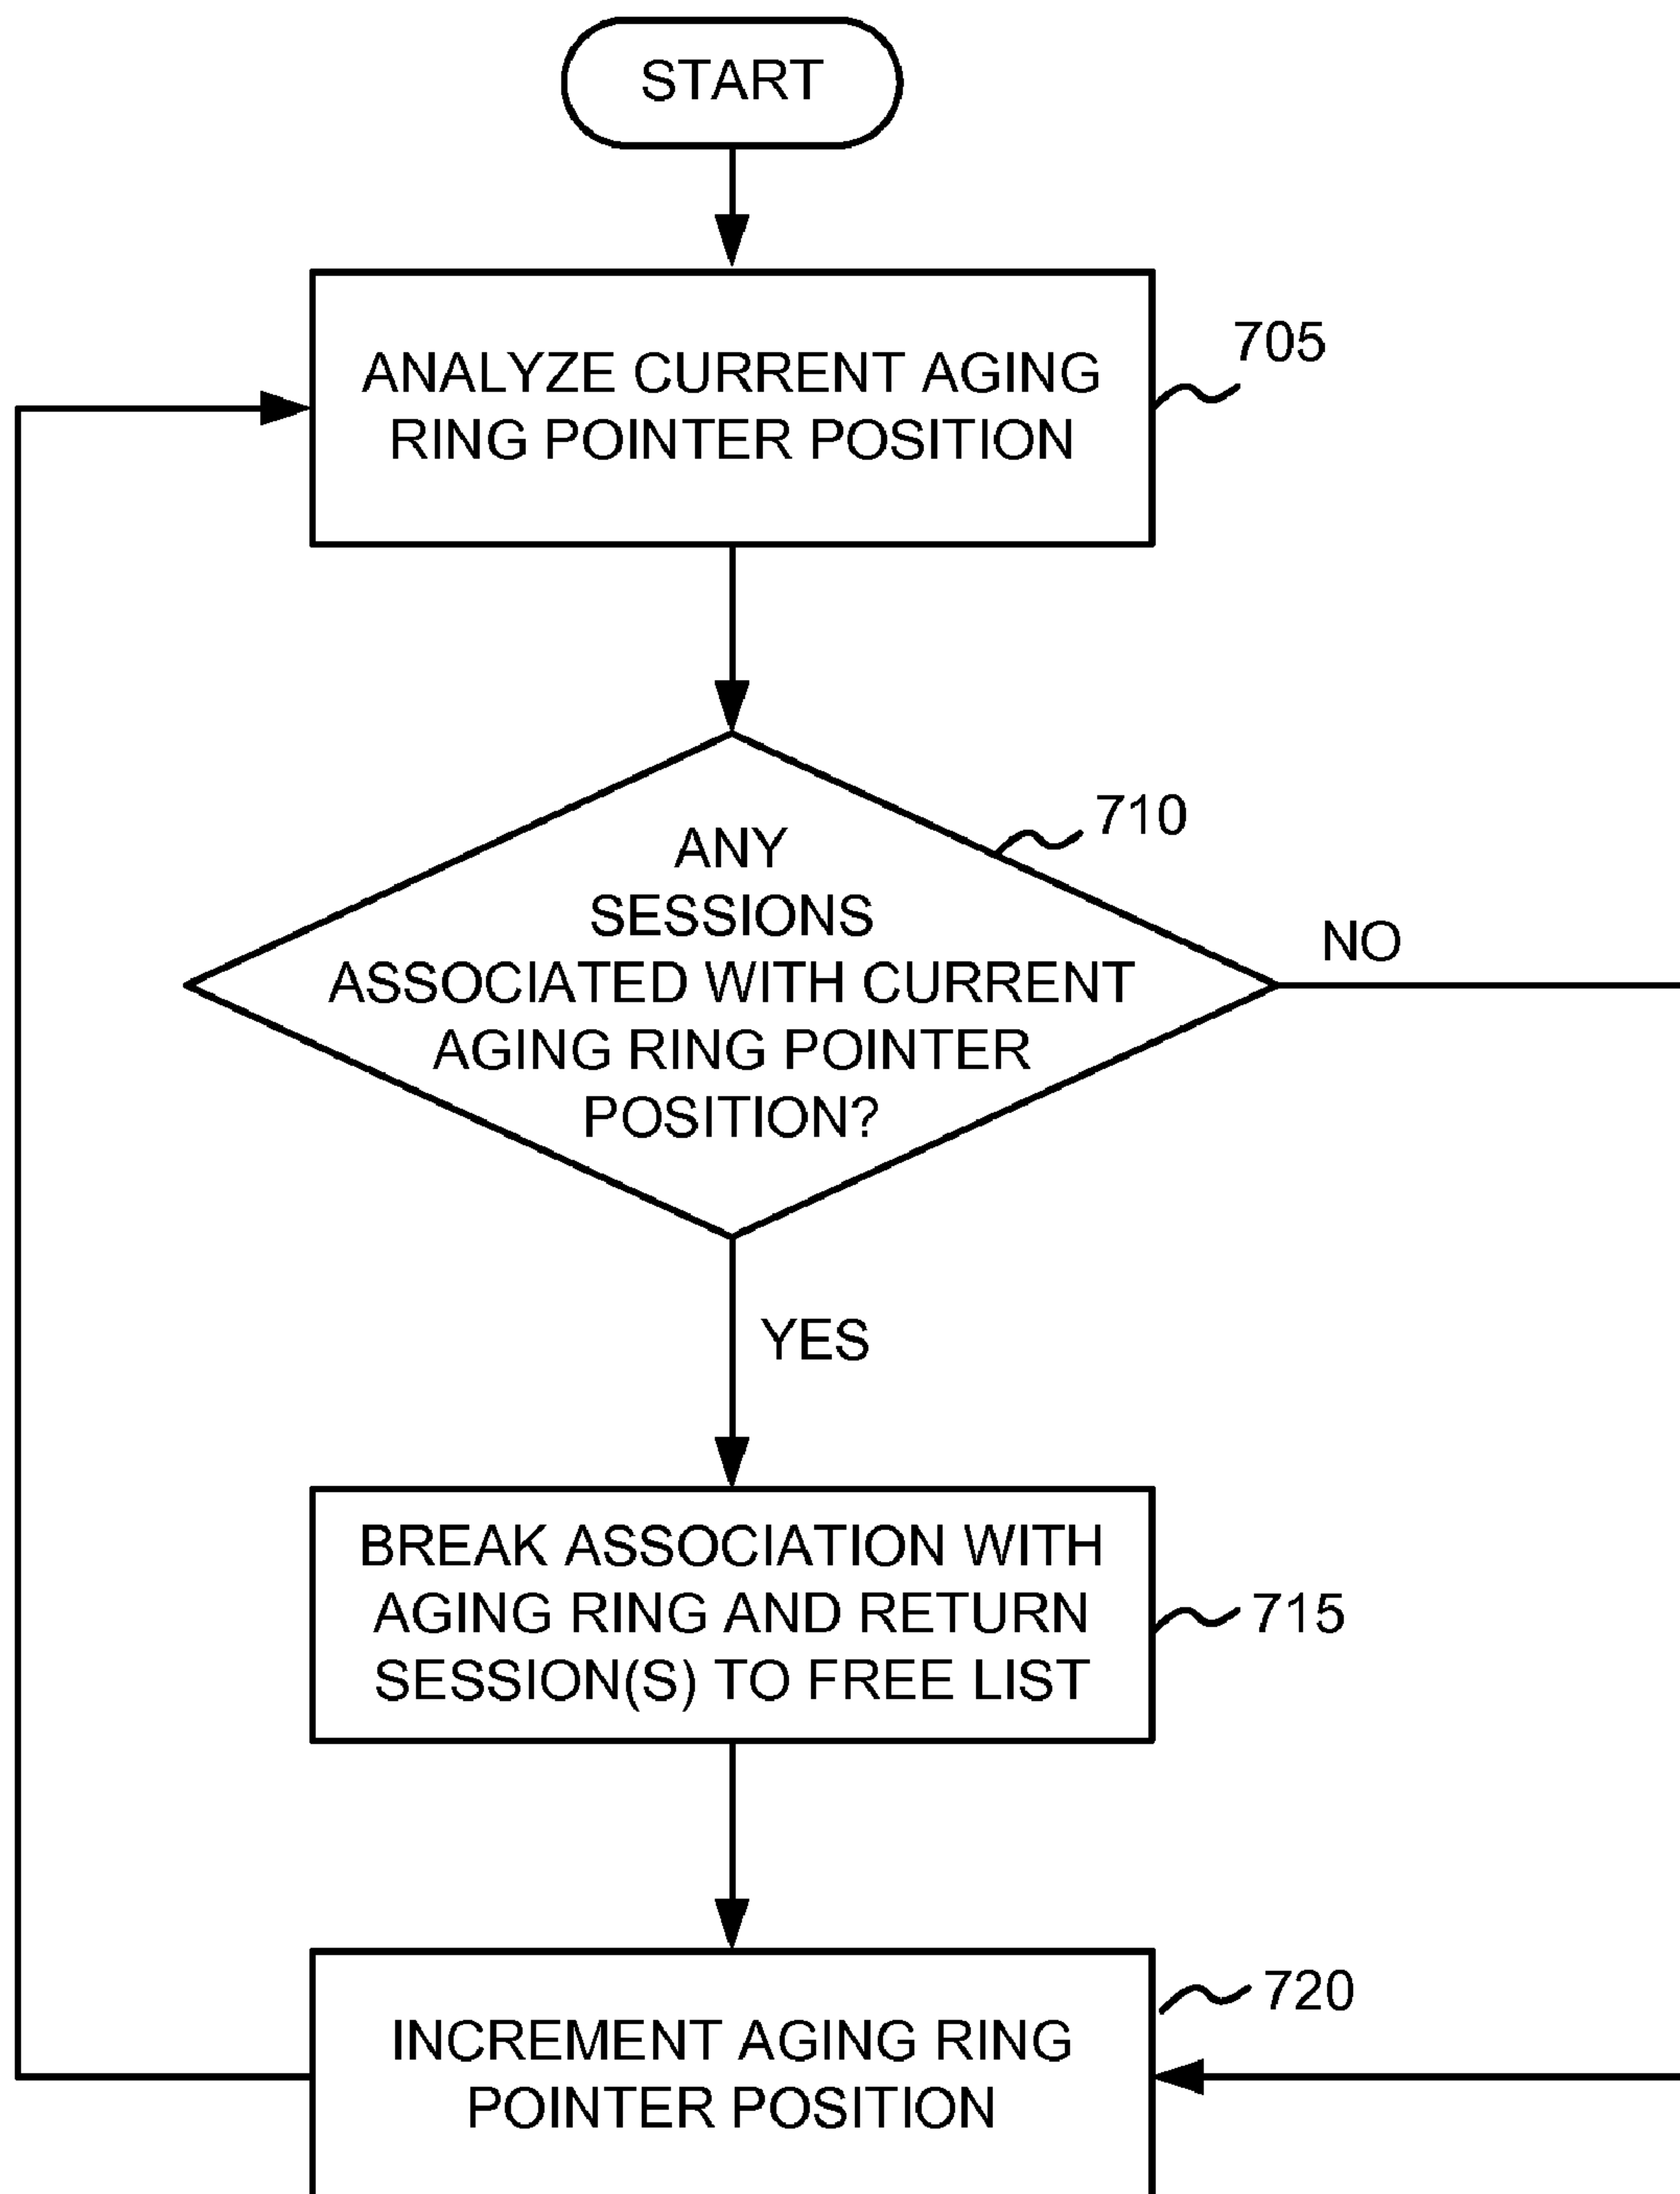 START
ANALYZE CURRENT AGING
RING POINTER POSITION
705
ANY
SESSIONS
ASSOCIATED WITH CURRENT
AGING RING POINTER
POSITION?
710
NO
YES
BREAK ASSOCIATION WITH
AGING RING AND RETURN
SESSION(S) TO FREE LIST
715
INCREMENT AGING RING
POINTER POSITION
720